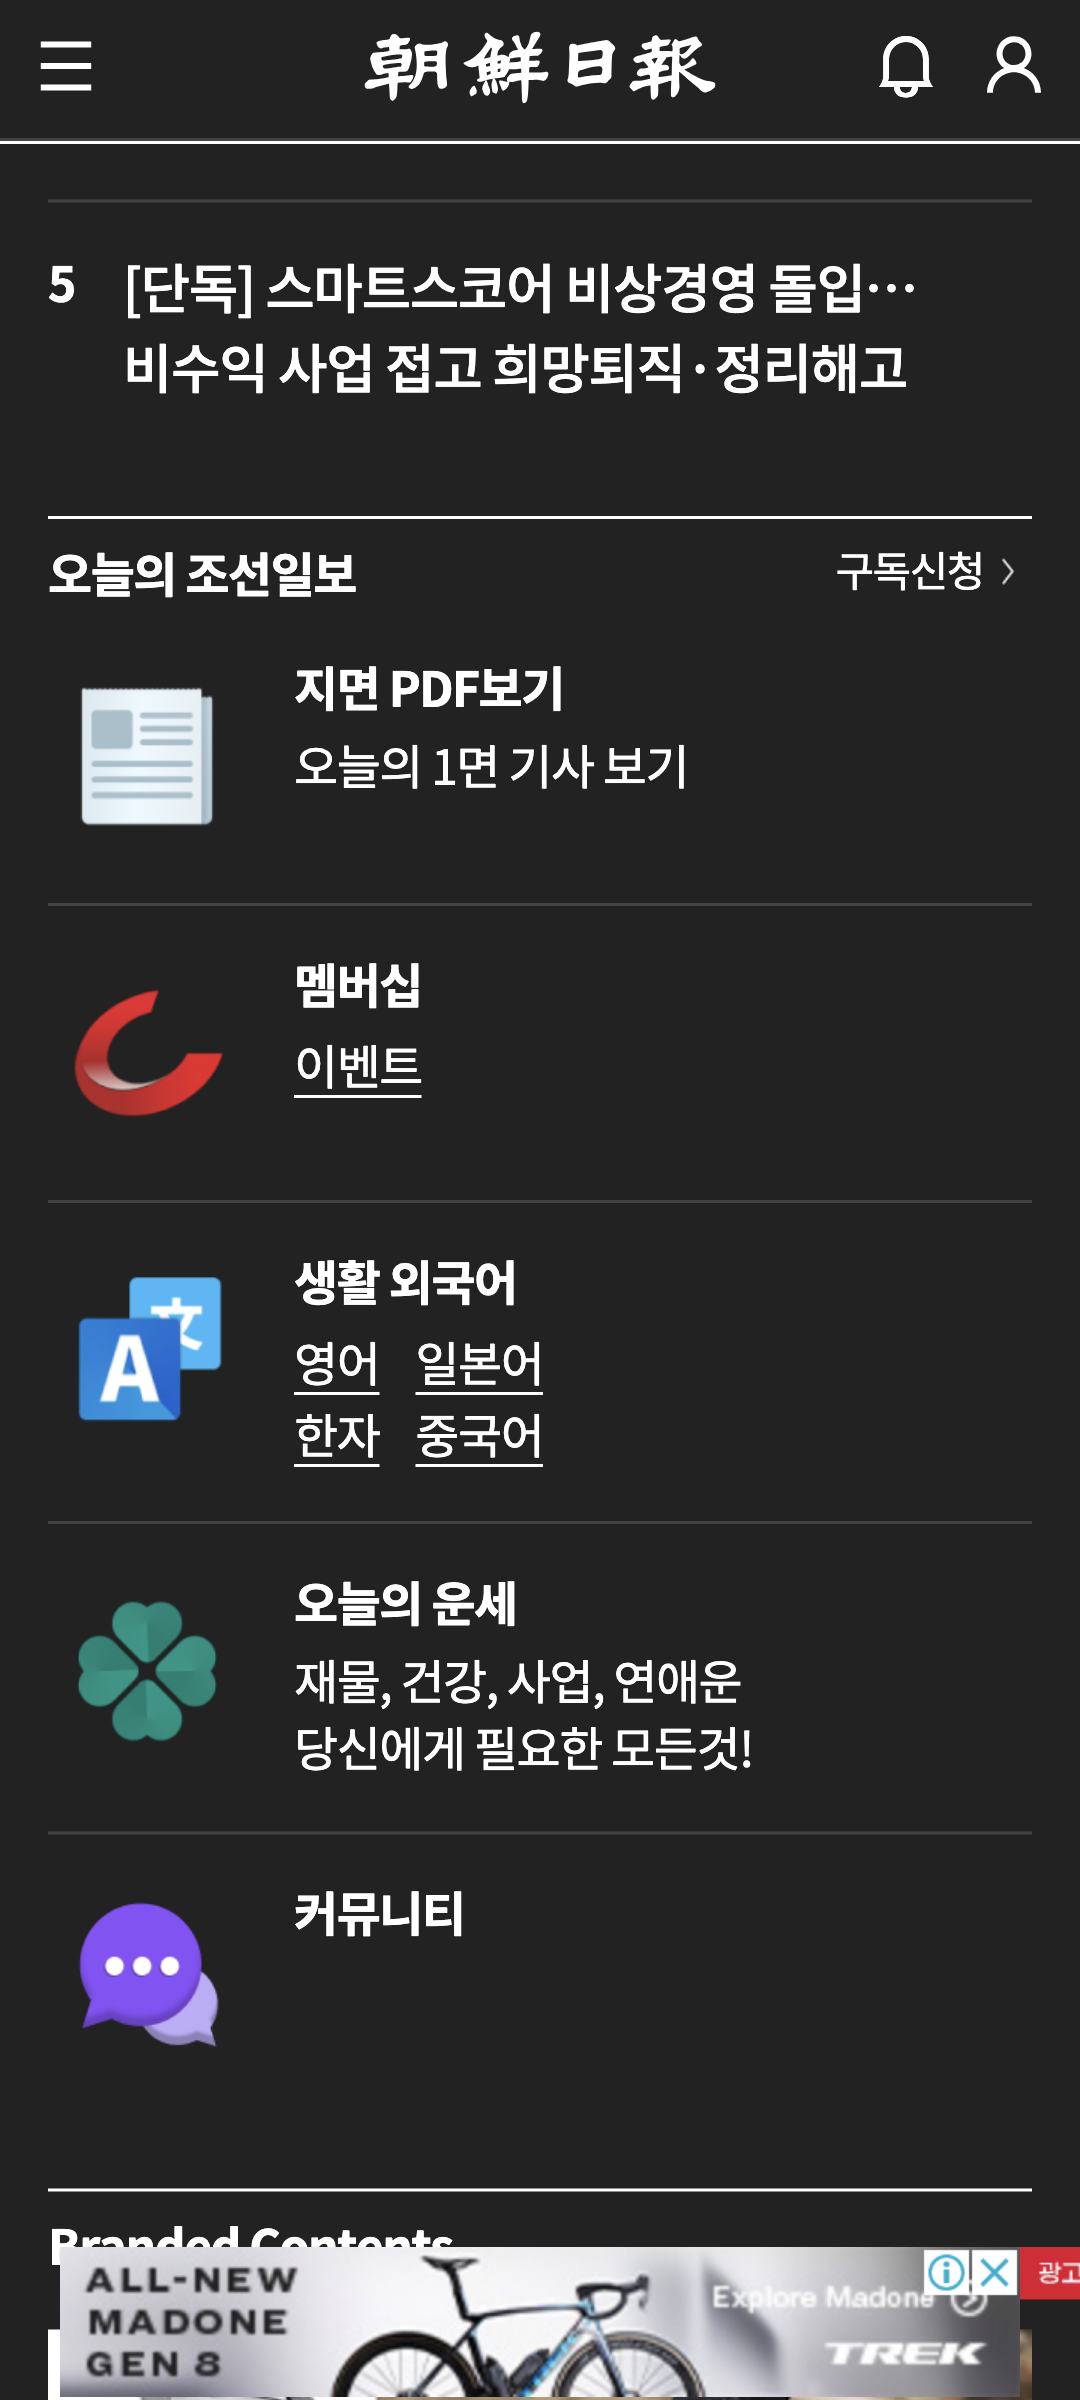 朝鮮日報
5 [단독] 스마트스코어 비상경영 돌입…
비수익 사업 접고 희망퇴직·정리해고
오늘의 조선일보
구독신청
지면 PDF보기
오늘의 1면 기사 보기
멤버십
이벤트
생활 외국어
文
A
영어 일본어
한자 중국어
오늘의 운세
재물, 건강, 사업, 연애운
당신에게 필요한 모든것!
커뮤니티
Branded Contents
광고
ALL-NEW
MADONE
GEN 8
Explore Madone
TREK